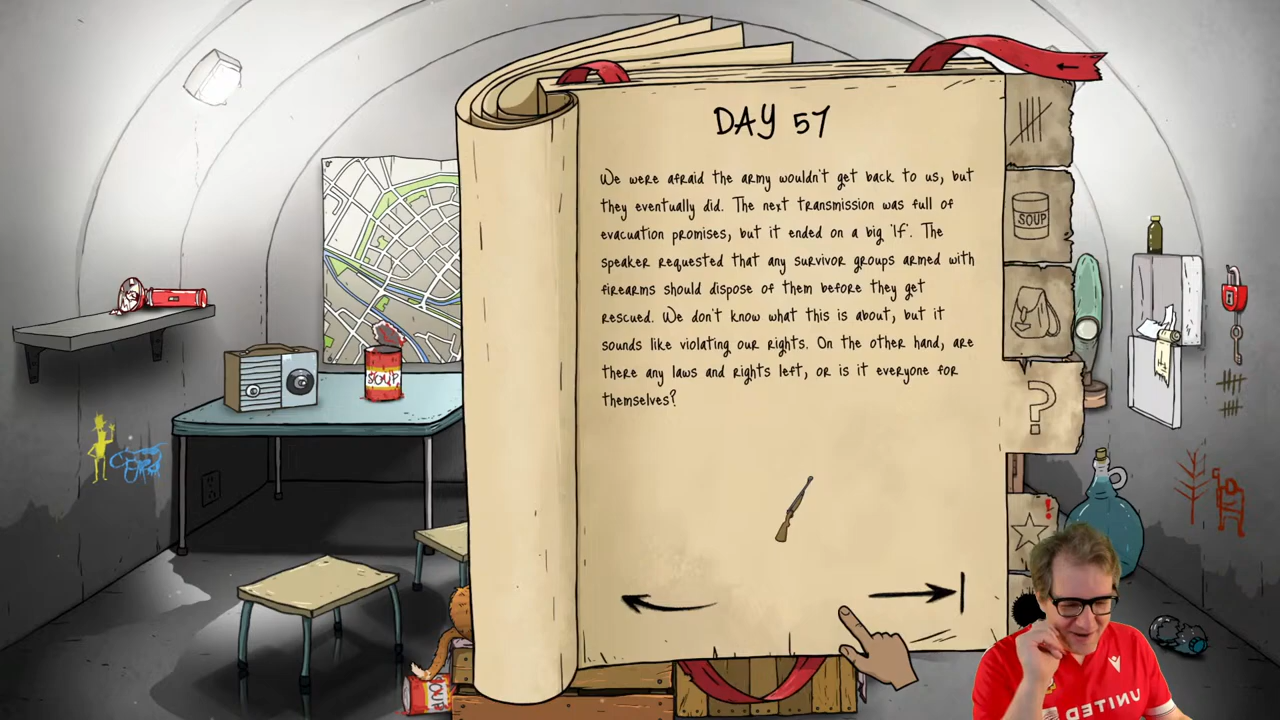 DAY 57
We were afraid the army wouldn't get back to us, but
they eventually did. The next transmission was full of
evacuation promises, but it ended on a big 'If'. The
speaker requested that any survivor groups armed with
firearms should dispose of them before they get
rescued. We don't know what this is about, but it
sounds like violating our rights. On the other hand, are
there any laws and rights left, or is it everyone for
themselves?
SOUP
SOUP
SOUP
UNITED